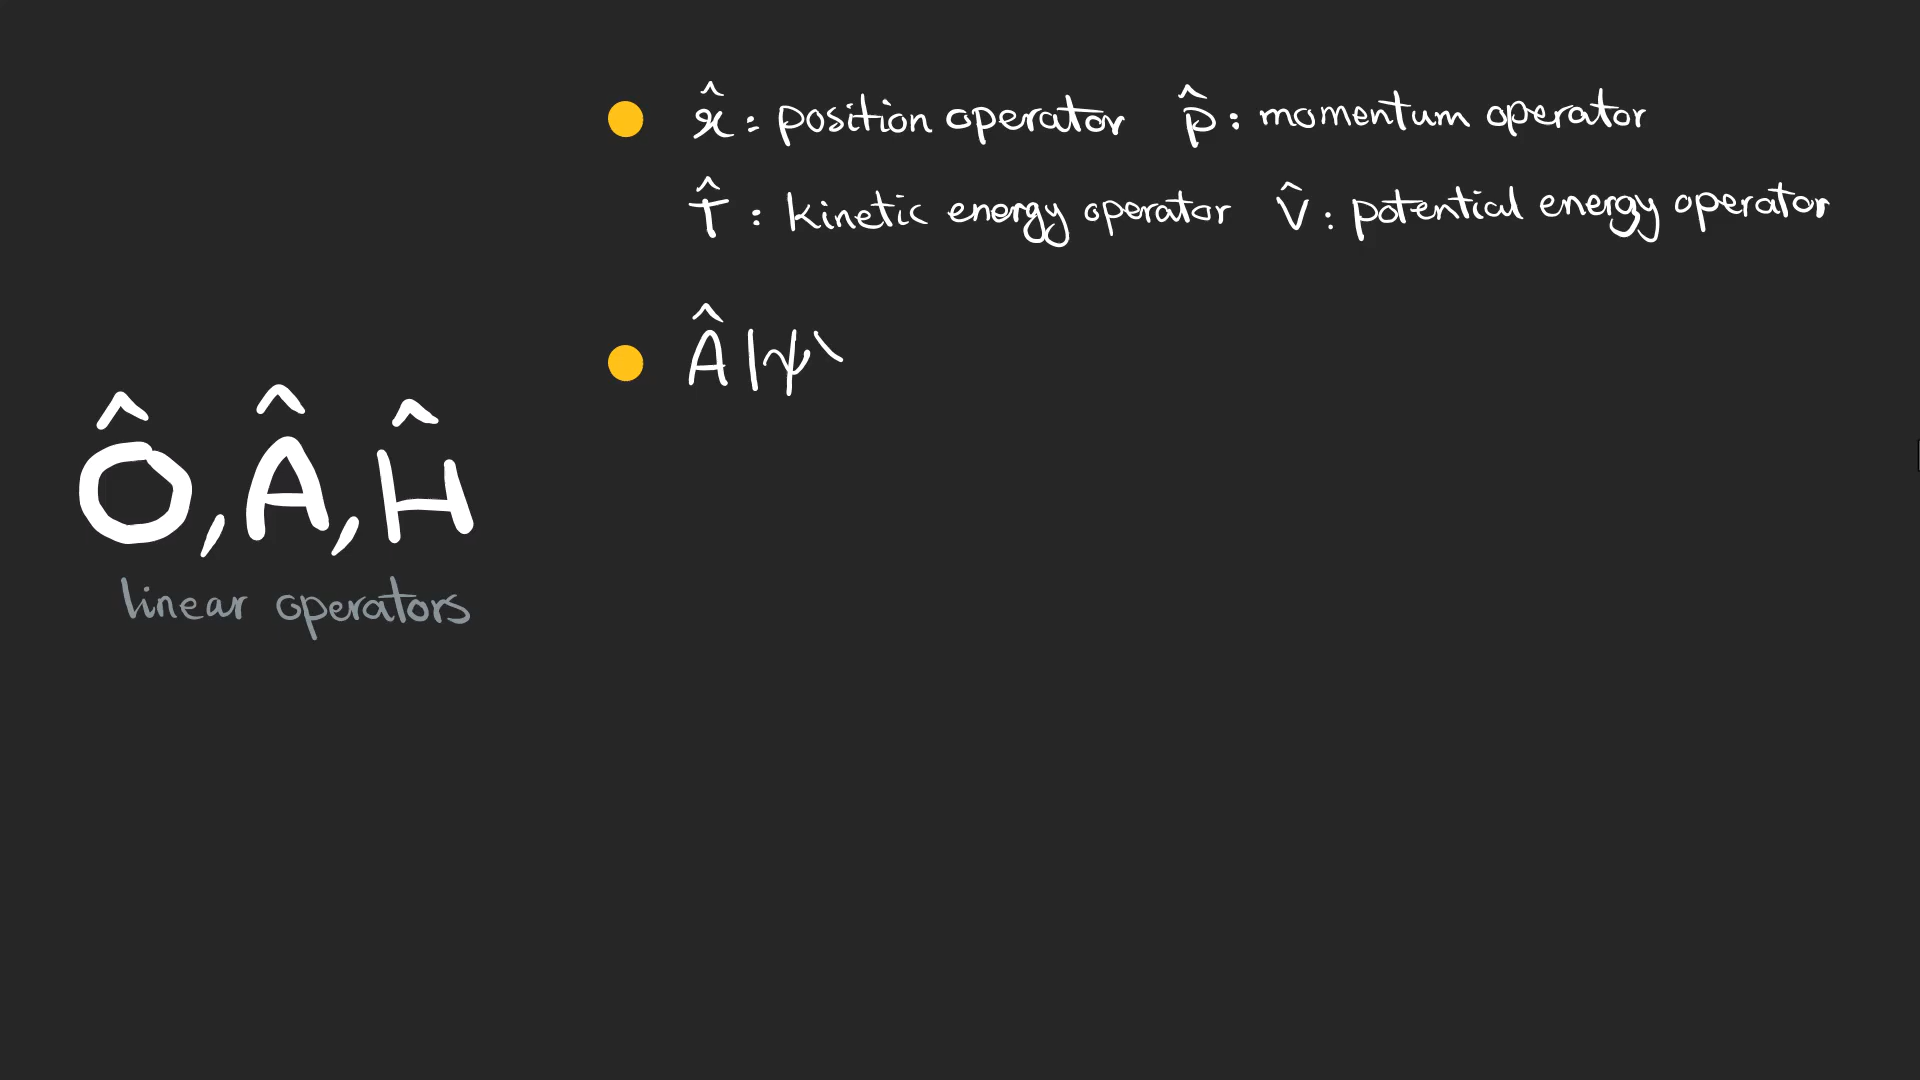 x̂ : position operator p̂ : momentum operator
T̂ : kinetic energy operator V̂ : potential energy operator
Â |ψ\
Ô, Â, Ĥ
linear operators